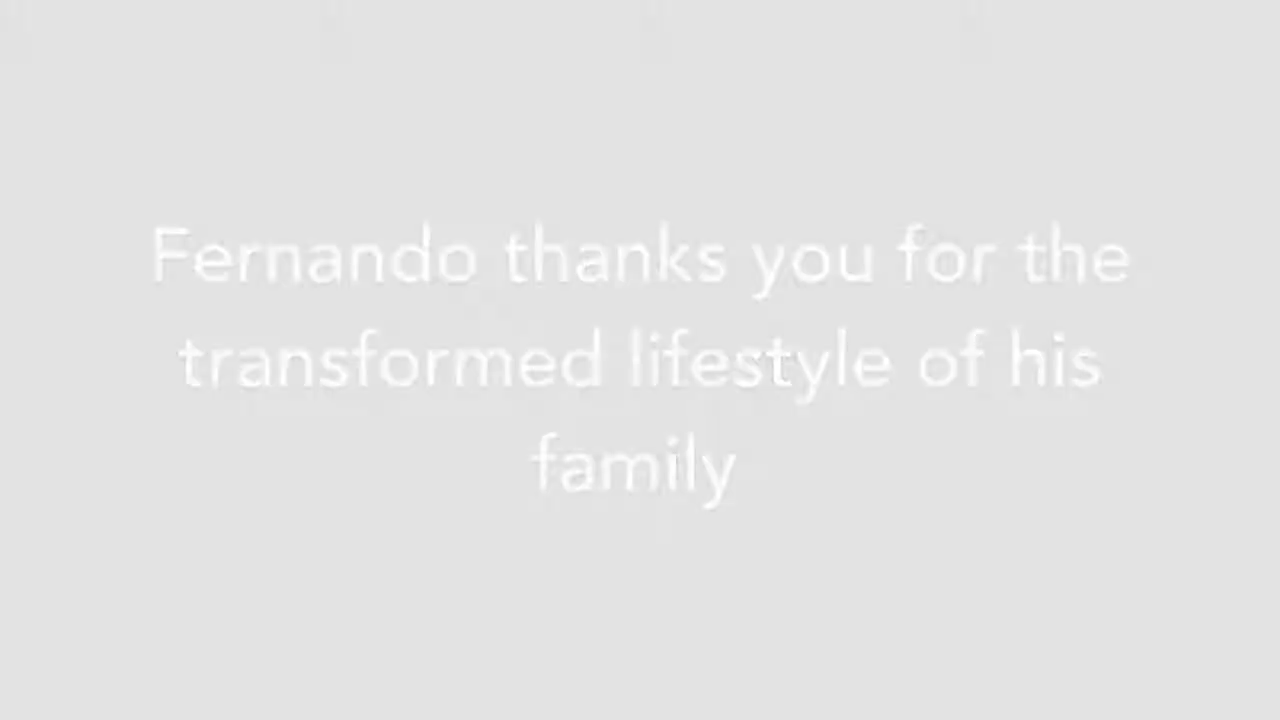 Fernando thanks you for the
transformed lifestyle of his
family